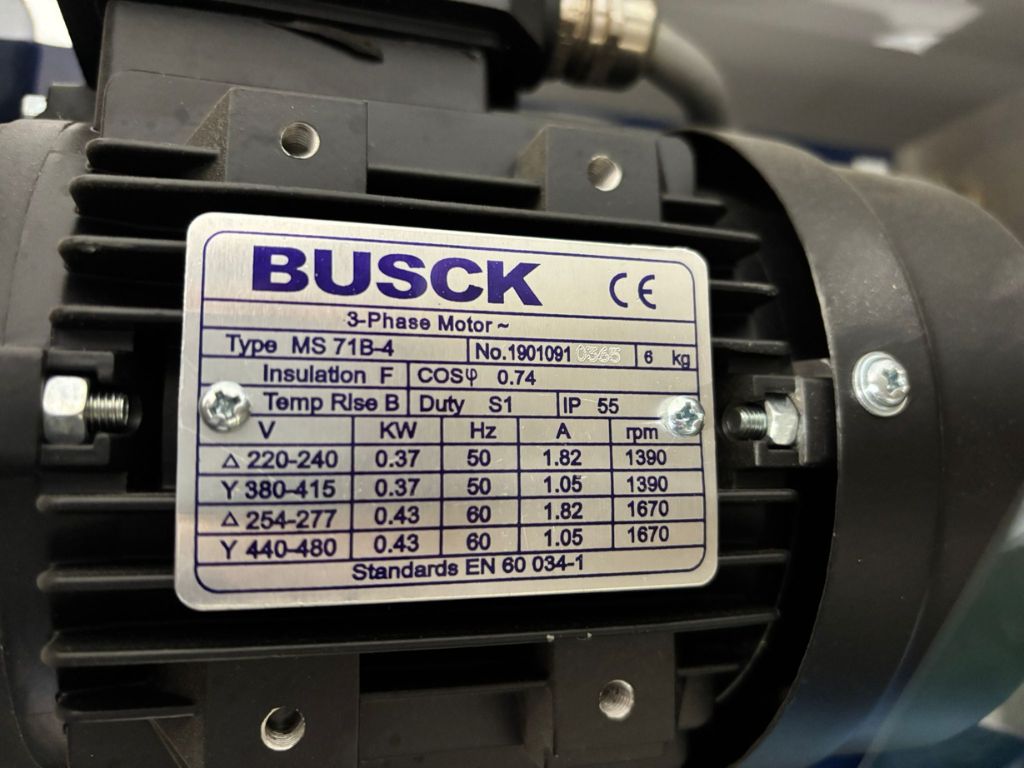 BUSCK CE
3-Phase Motor ~
Type MS 71B-4 No.1901091 0365 6 kg
Insulation F COSφ 0.74
Temp Rise B Duty S1 IP 55
V KW Hz A rpm
Δ 220-240 0.37 50 1.82 1390
Y 380-415 0.37 50 1.05 1390
Δ 254-277 0.43 60 1.82 1670
Y 440-480 0.43 60 1.05 1670
Standards EN 60 034-1